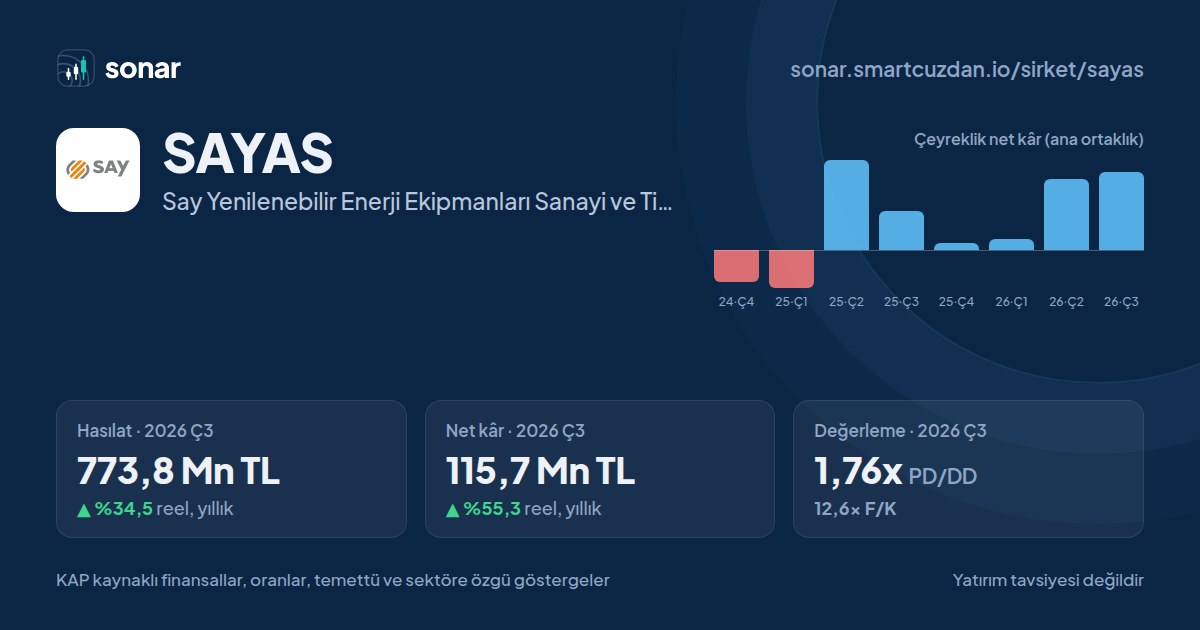 sonar
sonar.smartcuzdan.io/sirket/sayas
SAY
SAYAS
Say Yenilenebilir Enerji Ekipmanları Sanayi ve Ti...
Çeyreklik net kâr (ana ortaklık)
24·Ç4 25·Ç1 25·Ç2 25·Ç3 25·Ç4 26·Ç1 26·Ç2 26·Ç3
Hasılat · 2026 Ç3
773,8 Mn TL
▲ %34,5 reel, yıllık
Net kâr · 2026 Ç3
115,7 Mn TL
▲ %55,3 reel, yıllık
Değerleme · 2026 Ç3
1,76x PD/DD
12,6x F/K
KAP kaynaklı finansallar, oranlar, temettü ve sektöre özgü göstergeler
Yatırım tavsiyesi değildir